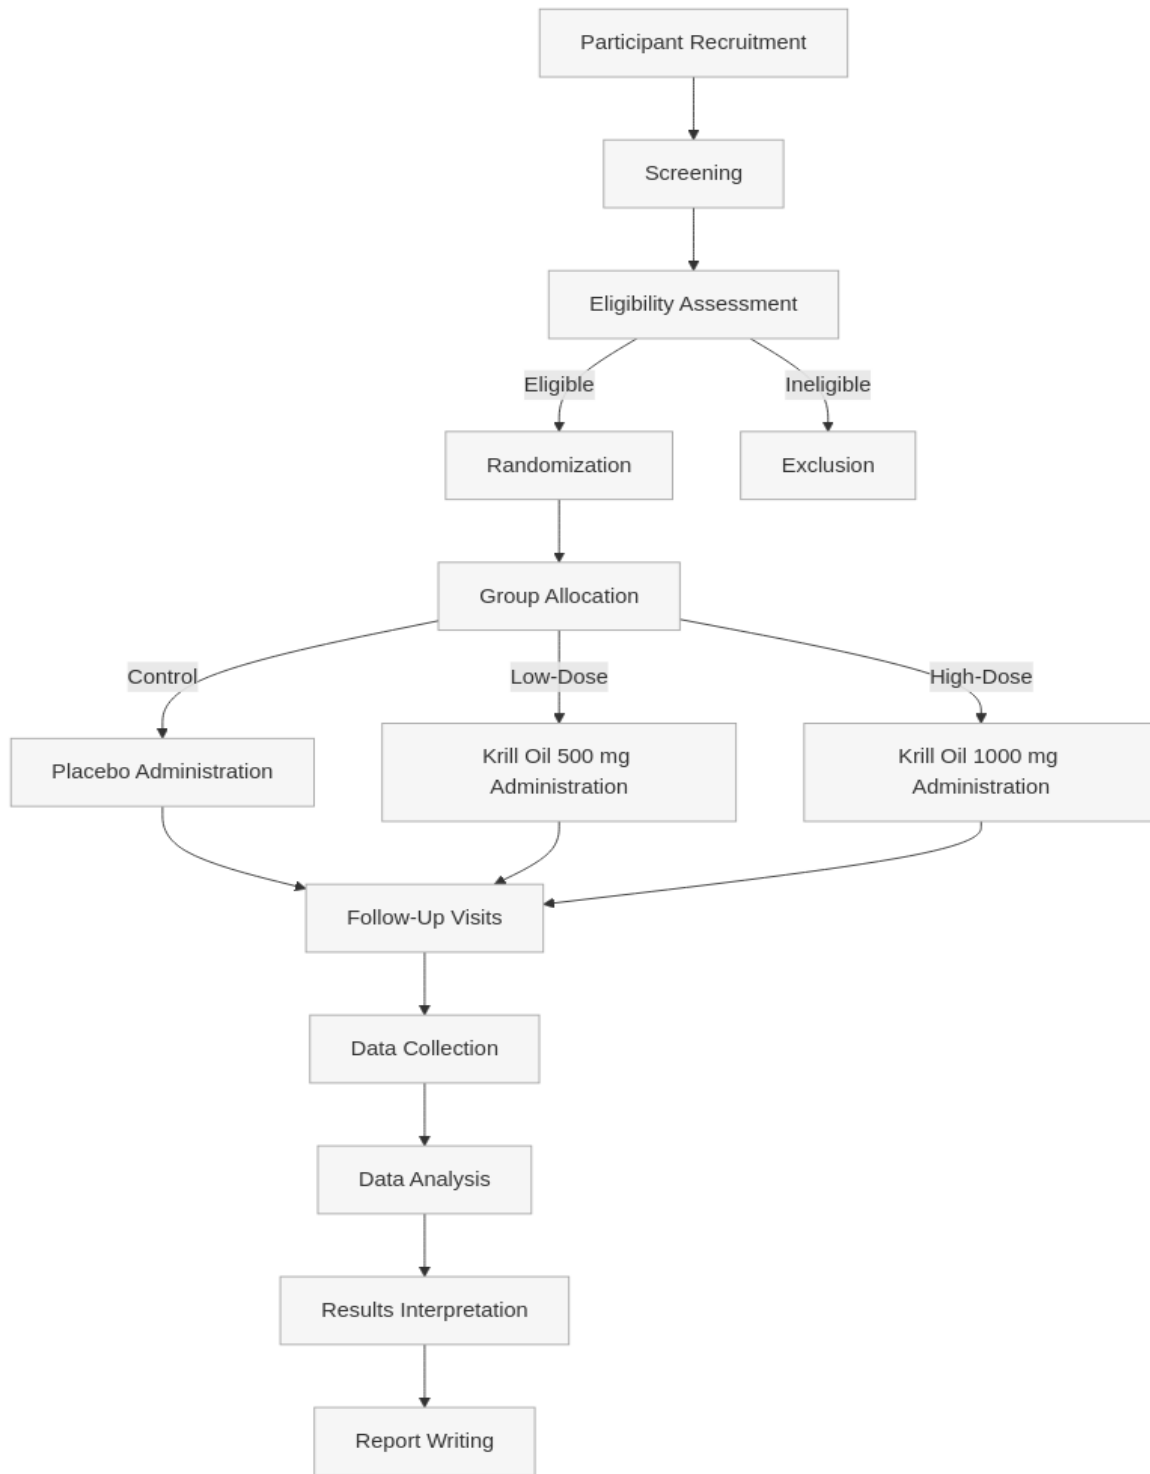 Participant Recruitment
Screening
Eligibility Assessment
Eligible
Ineligible
Randomization
Exclusion
Group Allocation
Control
Low-Dose
High-Dose
Placebo Administration
Krill Oil 500 mg
Administration
Krill Oil 1000 mg
Administration
Follow-Up Visits
Data Collection
Data Analysis
Results Interpretation
Report Writing